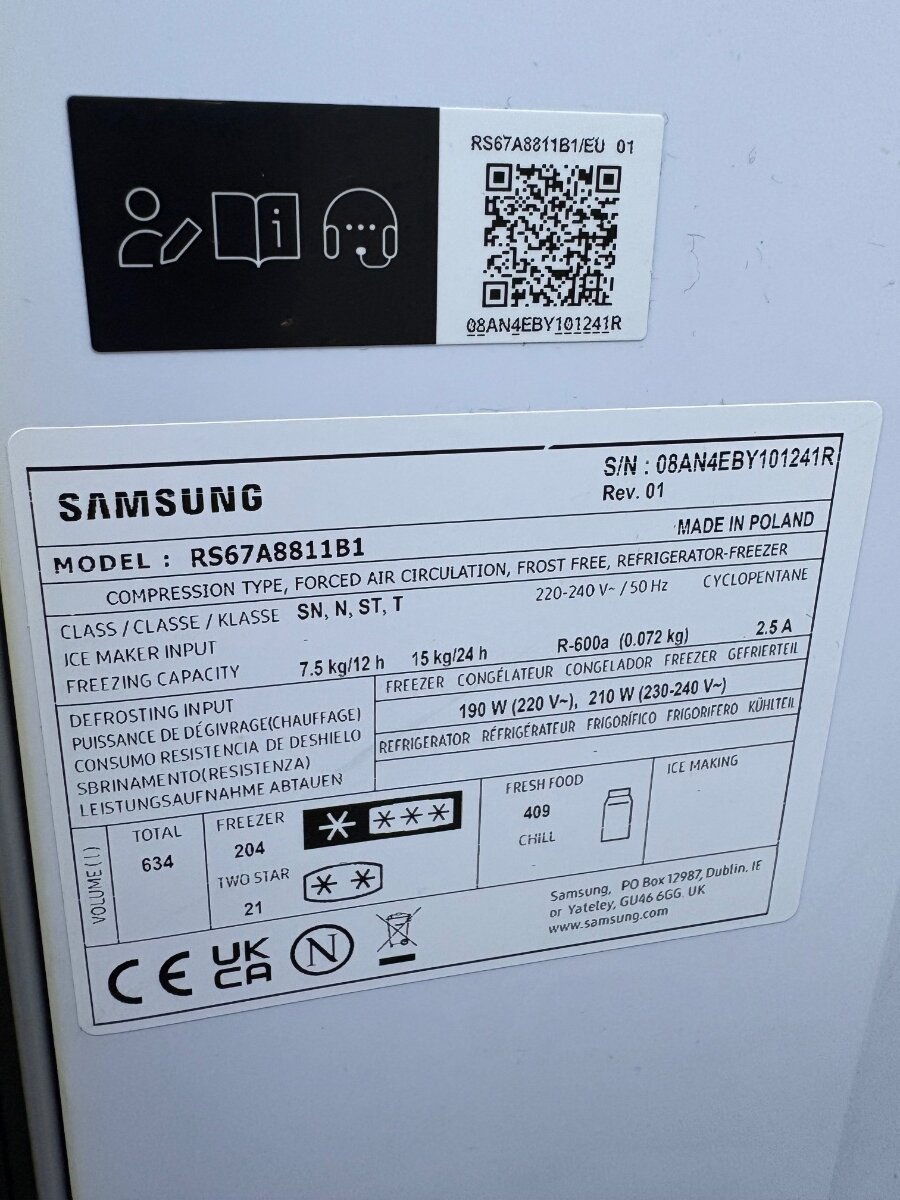 RS67A8811B1/EU 01
08AN4EBY101241R
SAMSUNG
S/N : 08AN4EBY101241R
Rev. 01
MODEL : RS67A8811B1
MADE IN POLAND
COMPRESSION TYPE, FORCED AIR CIRCULATION, FROST FREE, REFRIGERATOR-FREEZER
CLASS / CLASSE / KLASSE SN, N, ST, T 220-240 V~ / 50 Hz CYCLOPENTANE
ICE MAKER INPUT
FREEZING CAPACITY 7.5 kg/12 h 15 kg/24 h R-600a (0.072 kg) 2.5 A
DEFROSTING INPUT
PUISSANCE DE DÉGIVRAGE(CHAUFFAGE)
CONSUMO RESISTENCIA DE DESHIELO
SBRINAMENTO(RESISTENZA)
LEISTUNGSAUFNAHME ABTAUEN
FREEZER CONGÉLATEUR CONGELADOR FREEZER GEFRIERTEIL
190 W (220 V~), 210 W (230-240 V~)
REFRIGERATOR RÉFRIGÉRATEUR FRIGORÍFICO FRIGORIFERO KÜHLTEIL
VOLUME (l)
TOTAL
634
FREEZER
204
TWO STAR
21
FRESH FOOD
409
CHILL
ICE MAKING
Samsung, PO Box 12987, Dublin, IE
or Yateley, GU46 6GG. UK
www.samsung.com
CE
UK
CA
N